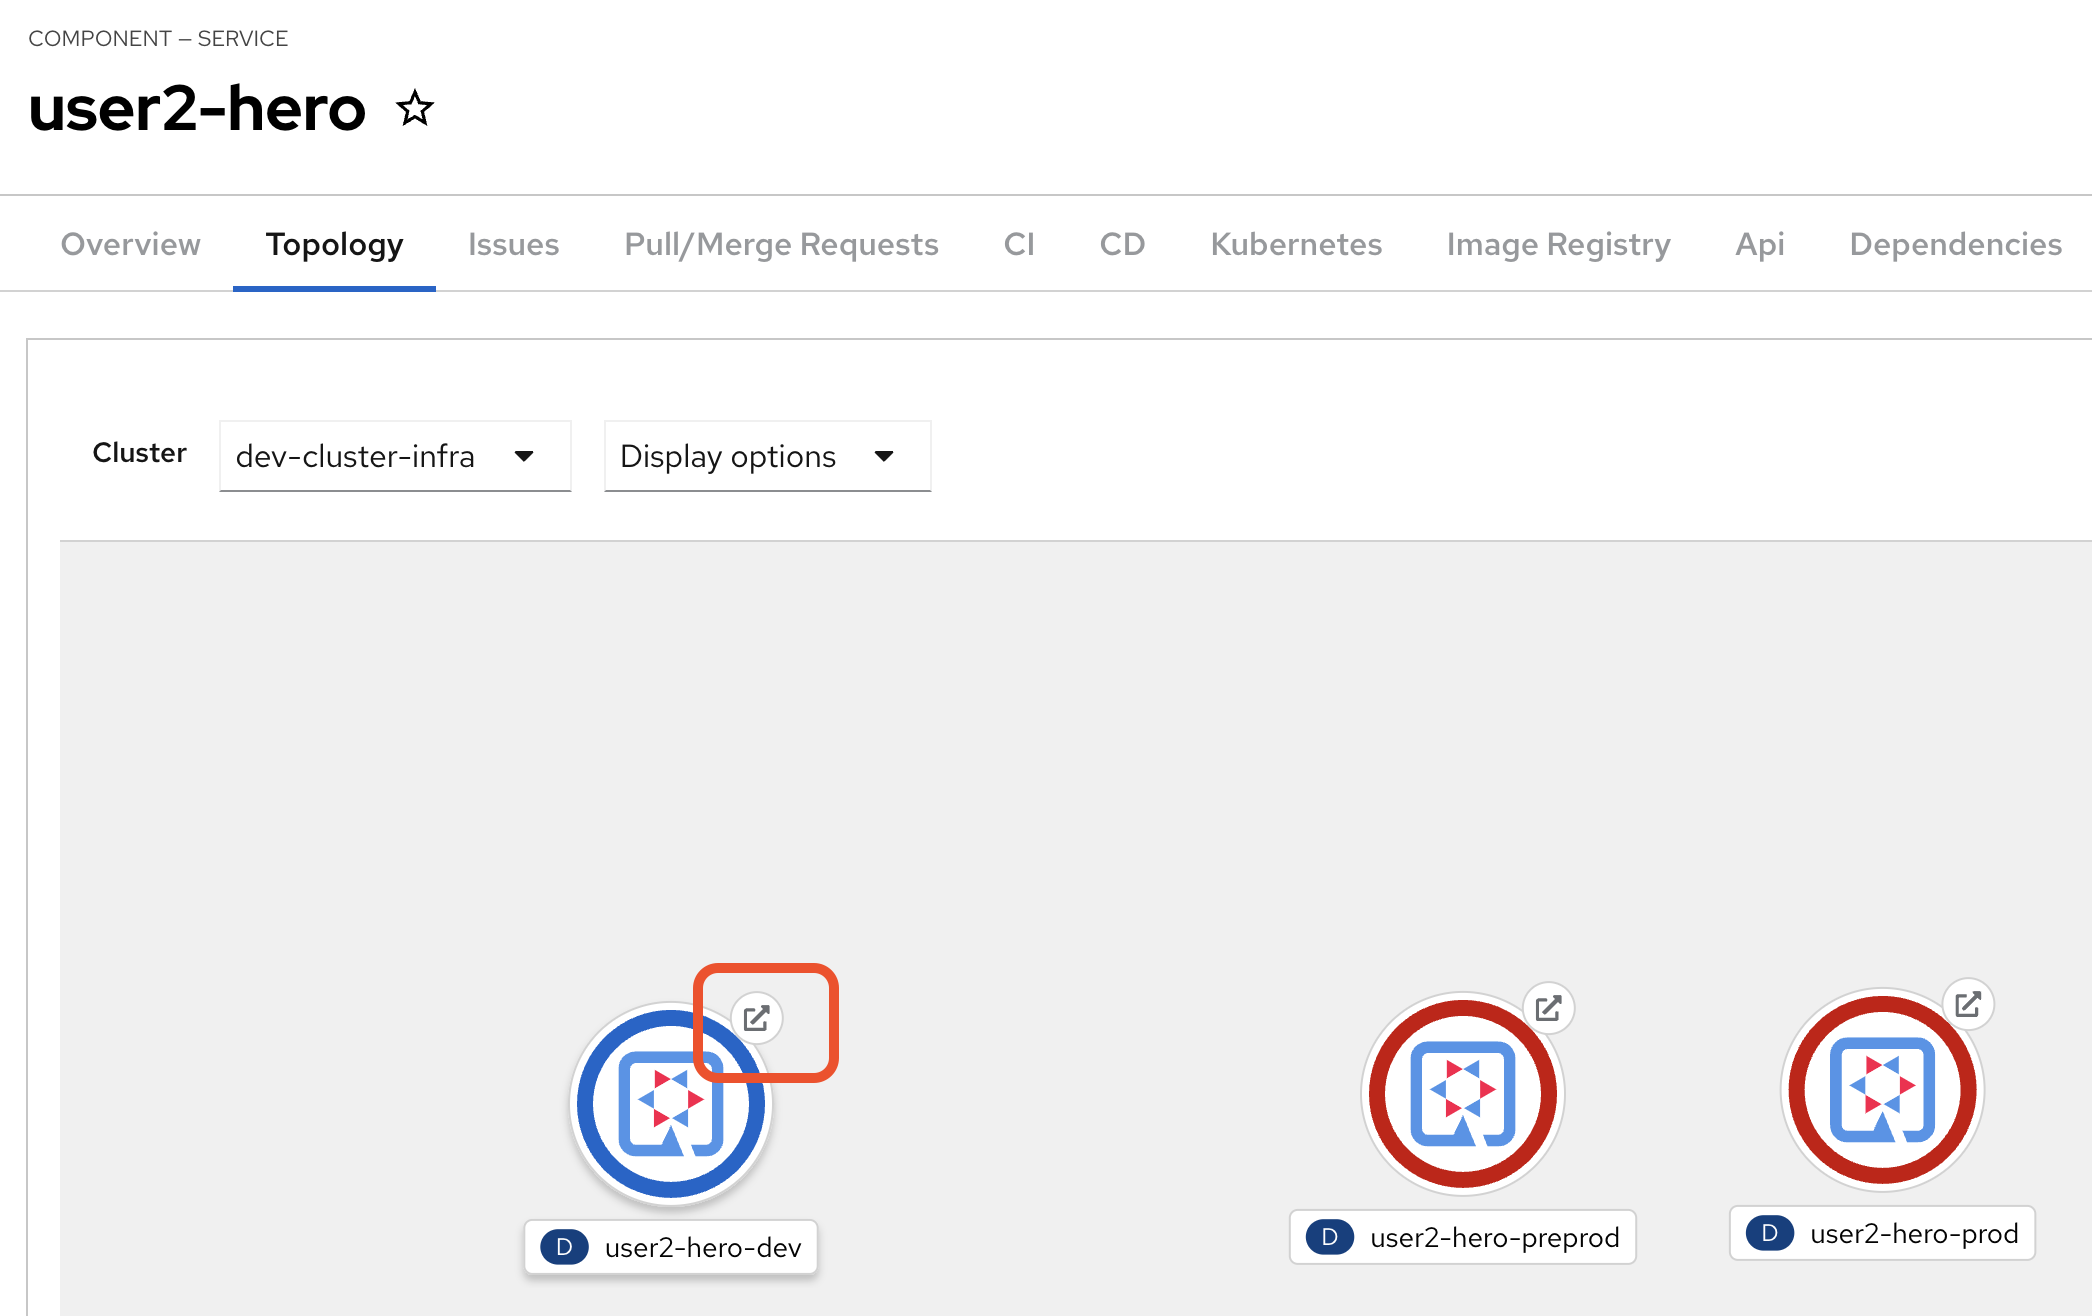 COMPONENT — SERVICE
user2-hero
Overview Topology Issues Pull/Merge Requests CI CD Kubernetes Image Registry Api Dependencies
Cluster dev-cluster-infra Display options
D user2-hero-dev
D user2-hero-preprod
D user2-hero-prod